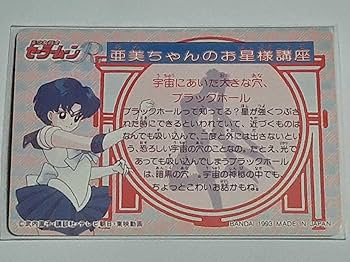 美少女戦士
セーラームーンR
亜美ちゃんのお星様講座
宇宙にあいた大きな穴、
ブラックホール
ブラックホールって知ってる?星が強くつぶさ
れた時にできるといわれていて、近づくものは
なんでも吸い込んで、二度と外には出さないとい
う、恐ろしい宇宙の穴のことなの。たとえ、光で
あっても吸い込んでしまうブラックホール
は、暗黒の穴。宇宙の神秘の中でも、
ちょっとこわいお話かもね。
©武内直子・講談社・テレビ朝日・東映動画
BANDAI 1993 MADE IN JAPAN